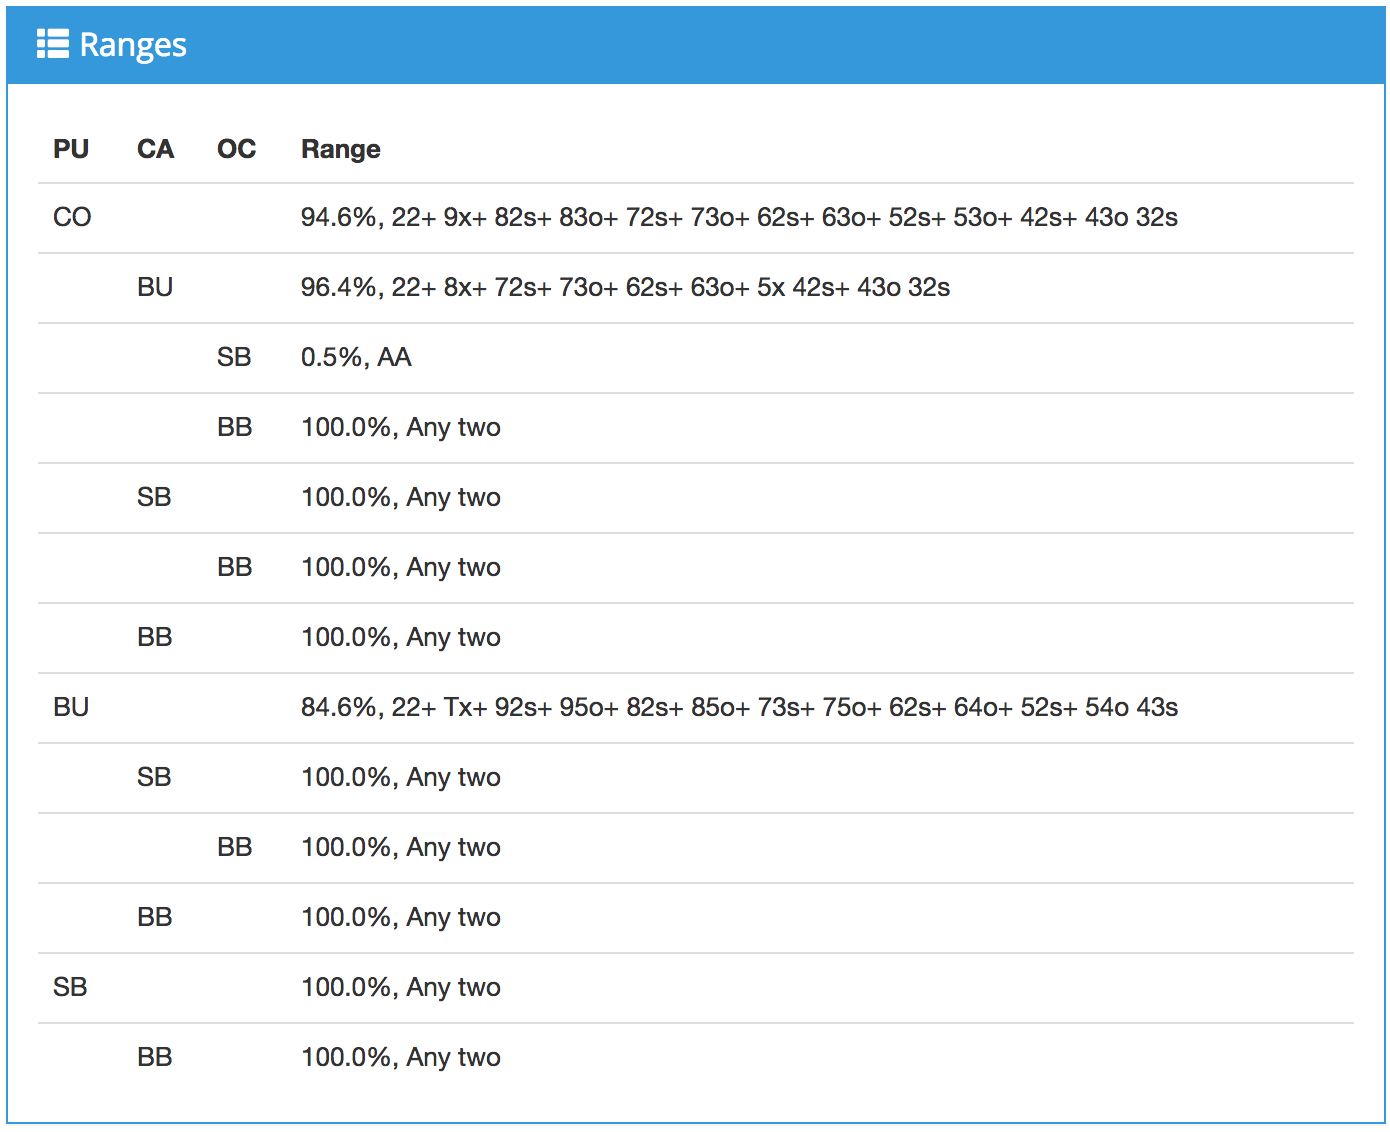 Ranges
PU CA OC Range
CO 94.6%, 22+ 9x+ 82s+ 83o+ 72s+ 73o+ 62s+ 63o+ 52s+ 53o+ 42s+ 43o 32s
BU 96.4%, 22+ 8x+ 72s+ 73o+ 62s+ 63o+ 5x 42s+ 43o 32s
SB 0.5%, AA
BB 100.0%, Any two
SB 100.0%, Any two
BB 100.0%, Any two
BB 100.0%, Any two
BU 84.6%, 22+ Tx+ 92s+ 95o+ 82s+ 85o+ 73s+ 75o+ 62s+ 64o+ 52s+ 54o 43s
SB 100.0%, Any two
BB 100.0%, Any two
BB 100.0%, Any two
SB 100.0%, Any two
BB 100.0%, Any two